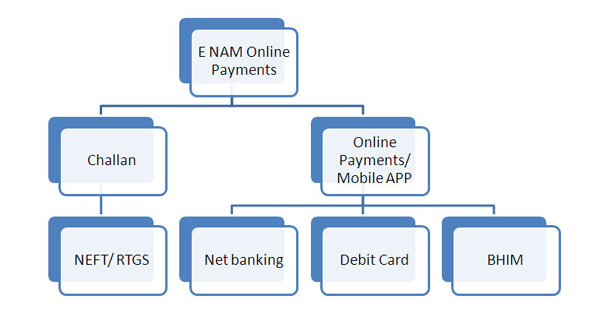 E NAM Online
Payments
Challan
Online
Payments/
Mobile APP
NEFT/ RTGS
Net banking
Debit Card
BHIM